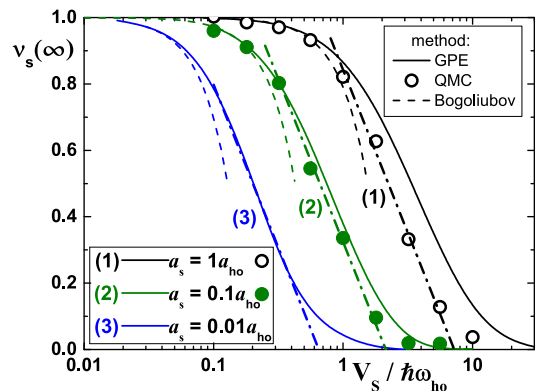 ν_s(∞)
1.0
0.8
0.6
0.4
0.2
0.0
method:
GPE
QMC
Bogoliubov
(1)
(2)
(3)
(1) a_s = 1a_ho
(2) a_s = 0.1a_ho
(3) a_s = 0.01a_ho
0.01 0.1 1 10
V_S / ħω_ho